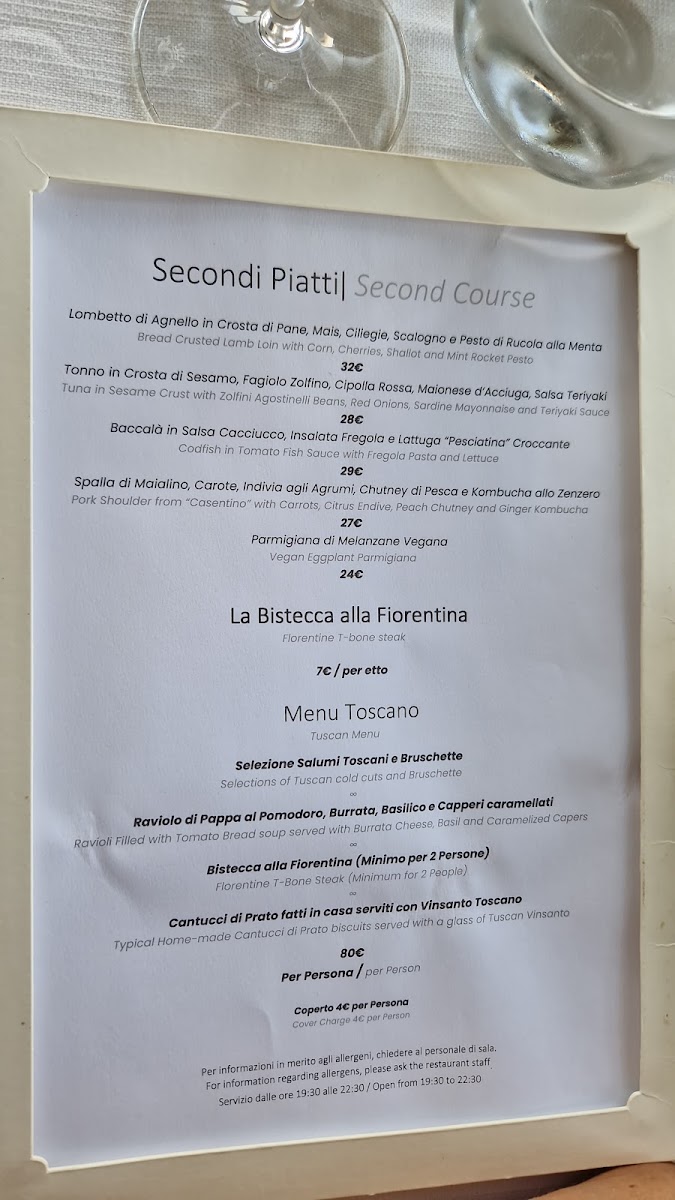 Secondi Piatti| Second Course
Lombetto di Agnello in Crosta di Pane, Mais, Ciliegie, Scalogno e Pesto di Rucola alla Menta
Bread Crusted Lamb Loin with Corn, Cherries, Shallot and Mint Rocket Pesto
32€
Tonno in Crosta di Sesamo, Fagiolo Zolfino, Cipolla Rossa, Maionese d'Acciuga, Salsa Teriyaki
Tuna in Sesame Crust with Zolfini Agostinelli Beans, Red Onions, Sardine Mayonnaise and Teriyaki Sauce
28€
Baccalà in Salsa Cacciucco, Insalata Fregola e Lattuga “Pesciatina” Croccante
Codfish in Tomato Fish Sauce with Fregola Pasta and Lettuce
29€
Spalla di Maialino, Carote, Indivia agli Agrumi, Chutney di Pesca e Kombucha allo Zenzero
Pork Shoulder from “Casentino” with Carrots, Citrus Endive, Peach Chutney and Ginger Kombucha
27€
Parmigiana di Melanzane Vegana
Vegan Eggplant Parmigiana
24€
La Bistecca alla Fiorentina
Florentine T-bone steak
7€ / per etto
Menu Toscano
Tuscan Menu
Selezione Salumi Toscani e Bruschette
Selections of Tuscan cold cuts and Bruschette
∞
Raviolo di Pappa al Pomodoro, Burrata, Basilico e Capperi caramellati
Ravioli Filled with Tomato Bread soup served with Burrata Cheese, Basil and Caramelized Capers
∞
Bistecca alla Fiorentina (Minimo per 2 Persone)
Florentine T-Bone Steak (Minimum for 2 People)
∞
Cantucci di Prato fatti in casa serviti con Vinsanto Toscano
Typical Home-made Cantucci di Prato biscuits served with a glass of Tuscan Vinsanto
80€
Per Persona / per Person
Coperto 4€ per Persona
Cover Charge 4€ per Person
Per informazioni in merito agli allergeni, chiedere al personale di sala.
For information regarding allergens, please ask the restaurant staff.
Servizio dalle ore 19:30 alle 22:30 / Open from 19:30 to 22:30